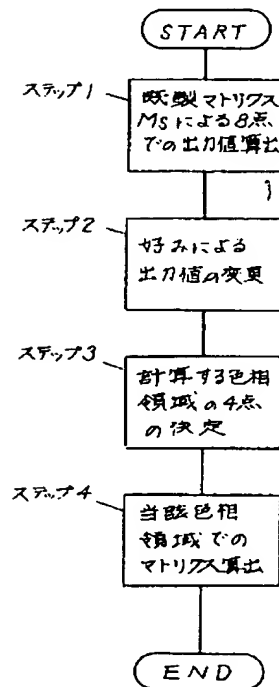 START
ステップ1
既製マトリクス
MSによる8点
での出力値算出
ステップ2
好みによる
出力値の変更
ステップ3
計算する色相
領域の4点
の決定
ステップ4
当該色相
領域での
マトリクス算出
END